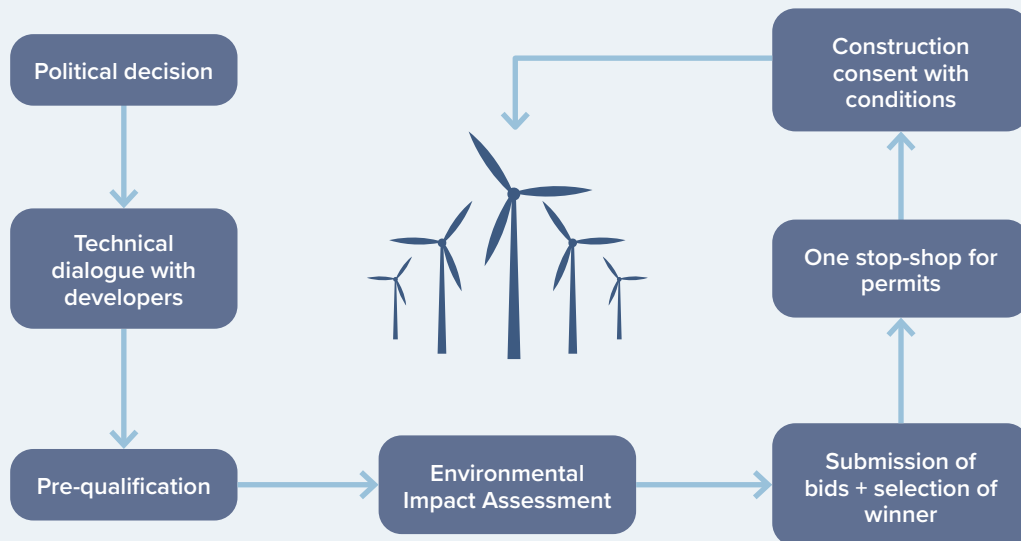 Political decision
Technical
dialogue with
developers
Pre-qualification
Environmental
Impact Assessment
Submission of
bids + selection of
winner
One stop-shop for
permits
Construction
consent with
conditions